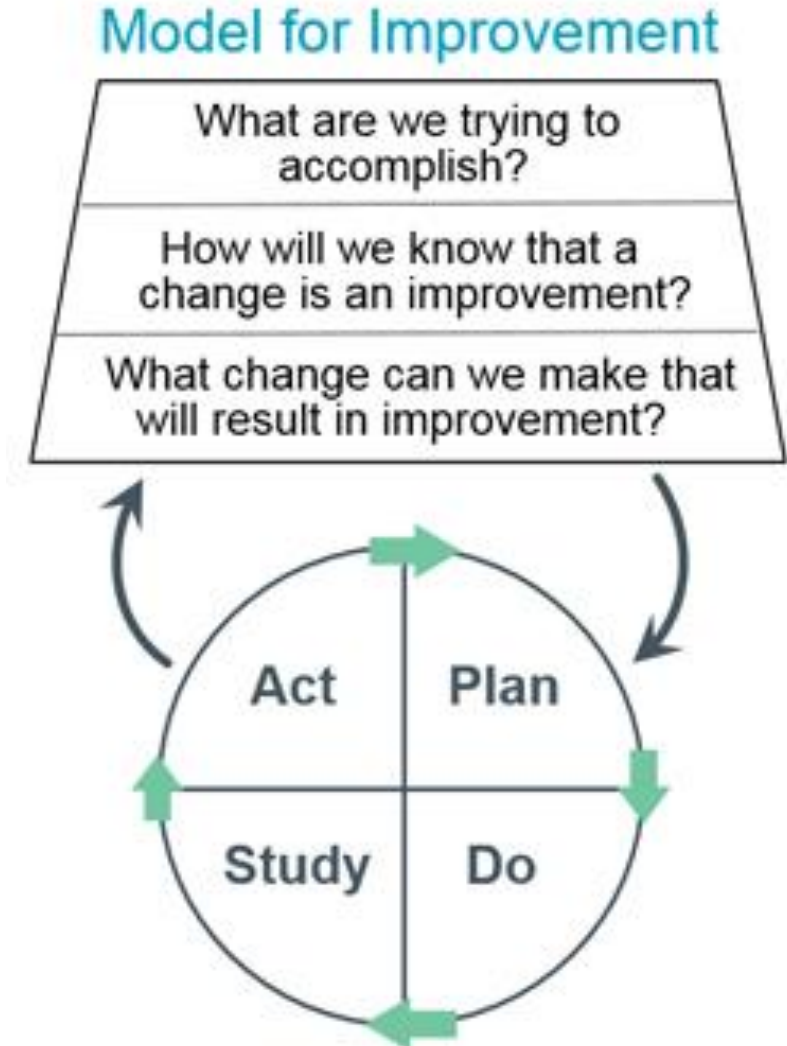 Model for Improvement
What are we trying to
accomplish?
How will we know that a
change is an improvement?
What change can we make that
will result in improvement?
Act
Plan
Study
Do